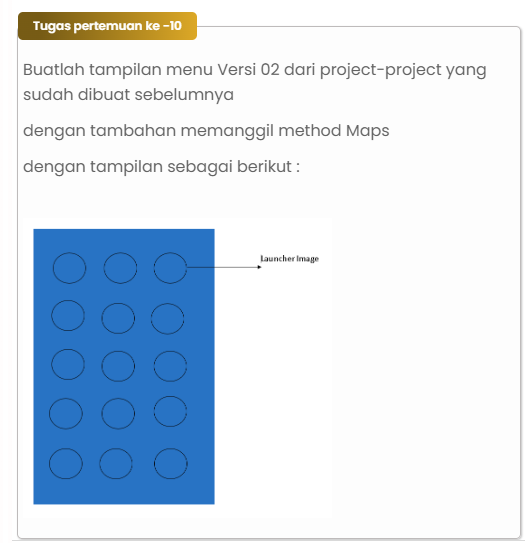 Tugas pertemuan ke -10
Buatlah tampilan menu Versi 02 dari project-project yang
sudah dibuat sebelumnya
dengan tambahan memanggil method Maps
dengan tampilan sebagai berikut :
Launcher Image